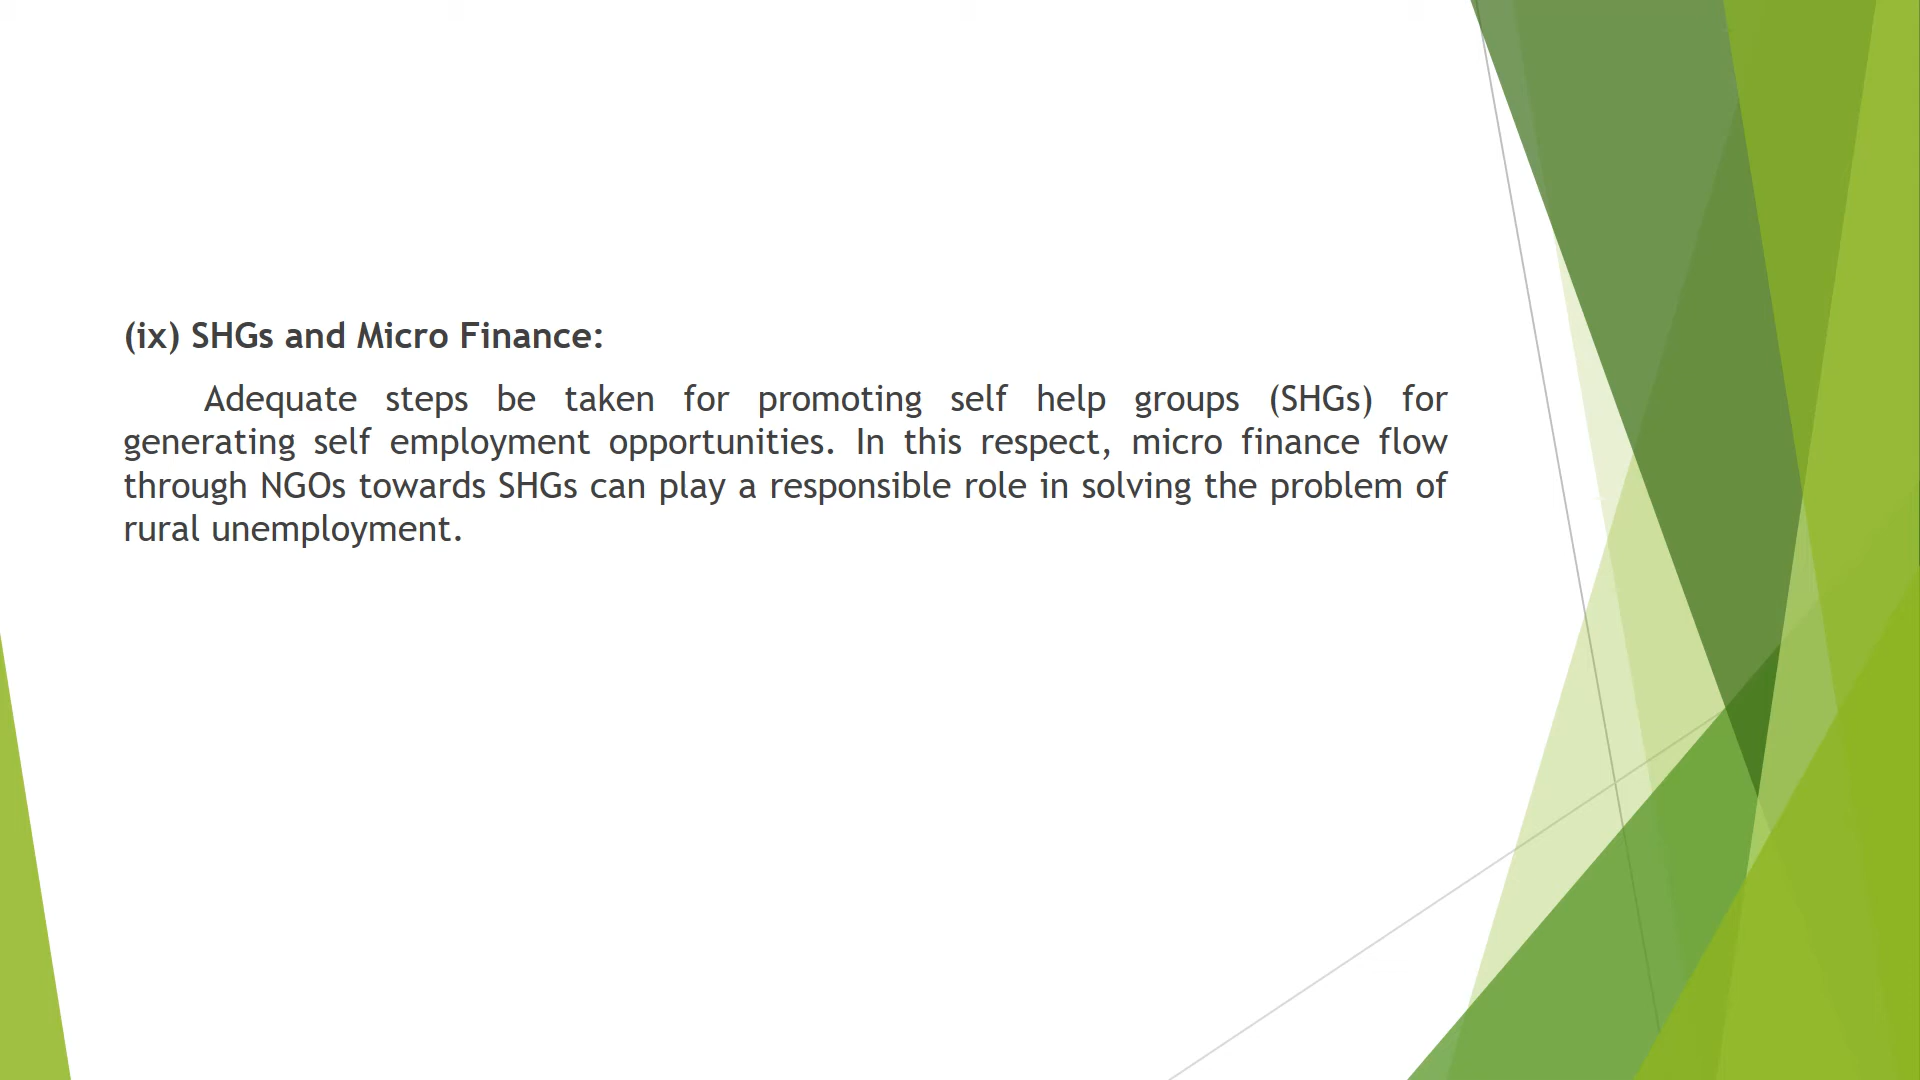 (ix) SHGs and Micro Finance:
Adequate steps be taken for promoting self help groups (SHGs) for
generating self employment opportunities. In this respect, micro finance flow
through NGOs towards SHGs can play a responsible role in solving the problem of
rural unemployment.